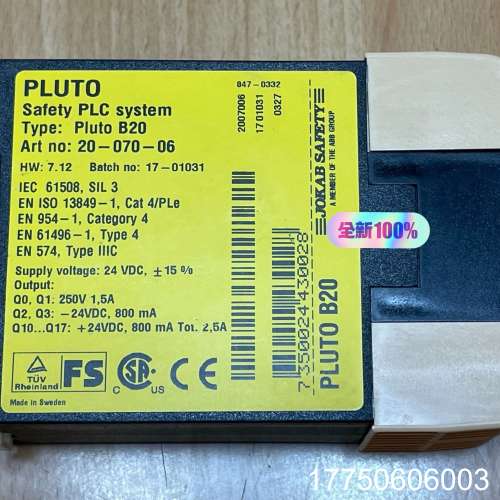 PLUTO
Safety PLC system
Type: Pluto B20
Art no: 20-070-06
HW: 7.12 Batch no: 17-01031
IEC 61508, SIL 3
EN ISO 13849-1, Cat 4/PLe
EN 954-1, Category 4
EN 61496-1, Type 4
EN 574, Type IIIC
Supply voltage: 24 VDC, ±15%
Output:
Q0, Q1: 250V 1,5A
Q2, Q3: -24VDC, 800 mA
Q10...Q17: +24VDC, 800 mA Tot. 2,5A
TÜV
Rheinland
FS
C US
Made in Sweden
847-0332
2007006
1701031
0327
JOKAB SAFETY
A MEMBER OF THE ABB GROUP
7350024430028
PLUTO B20
全新100%
17750606003